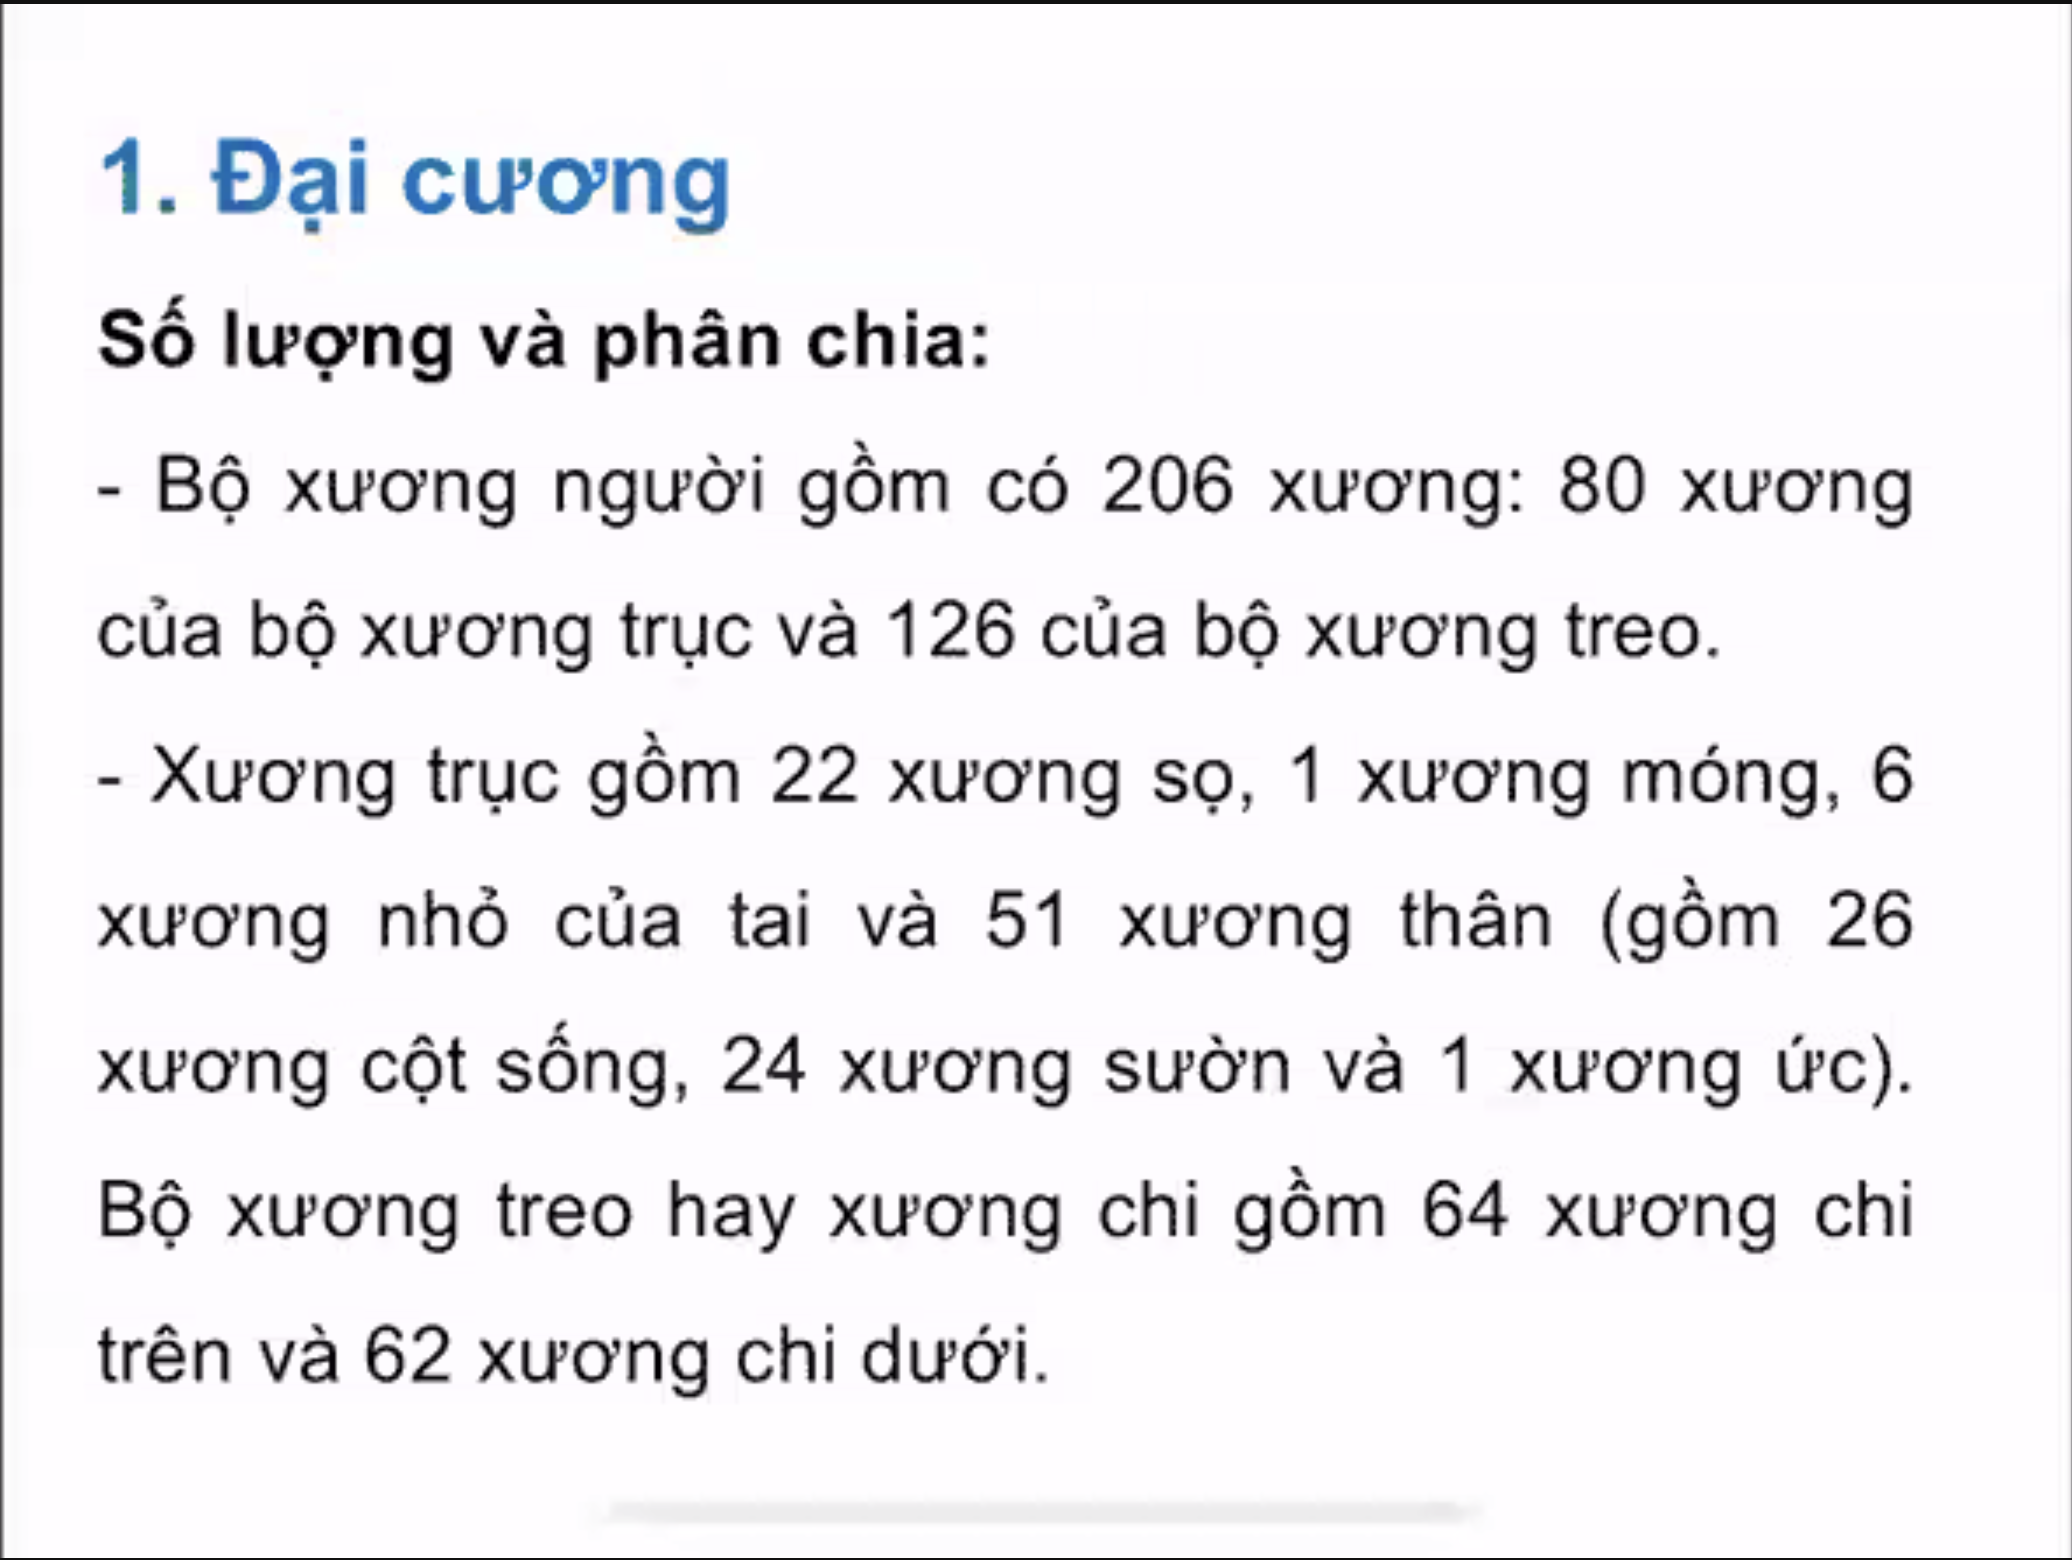 1. Đại cương
Số lượng và phân chia:
- Bộ xương người gồm có 206 xương: 80 xương
của bộ xương trục và 126 của bộ xương treo.
- Xương trục gồm 22 xương sọ, 1 xương móng, 6
xương nhỏ của tai và 51 xương thân (gồm 26
xương cột sống, 24 xương sườn và 1 xương ức).
Bộ xương treo hay xương chi gồm 64 xương chi
trên và 62 xương chi dưới.